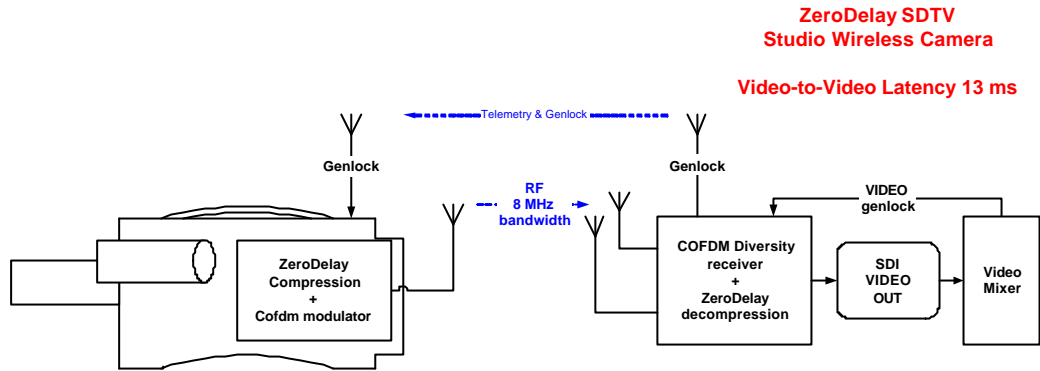 ZeroDelay SDTV
Studio Wireless Camera
Video-to-Video Latency 13 ms
Telemetry & Genlock
Genlock
Genlock
RF
8 MHz
bandwidth
VIDEO
genlock
ZeroDelay
Compression
+
Cofdm modulator
COFDM Diversity
receiver
+
ZeroDelay
decompression
SDI
VIDEO
OUT
Video
Mixer